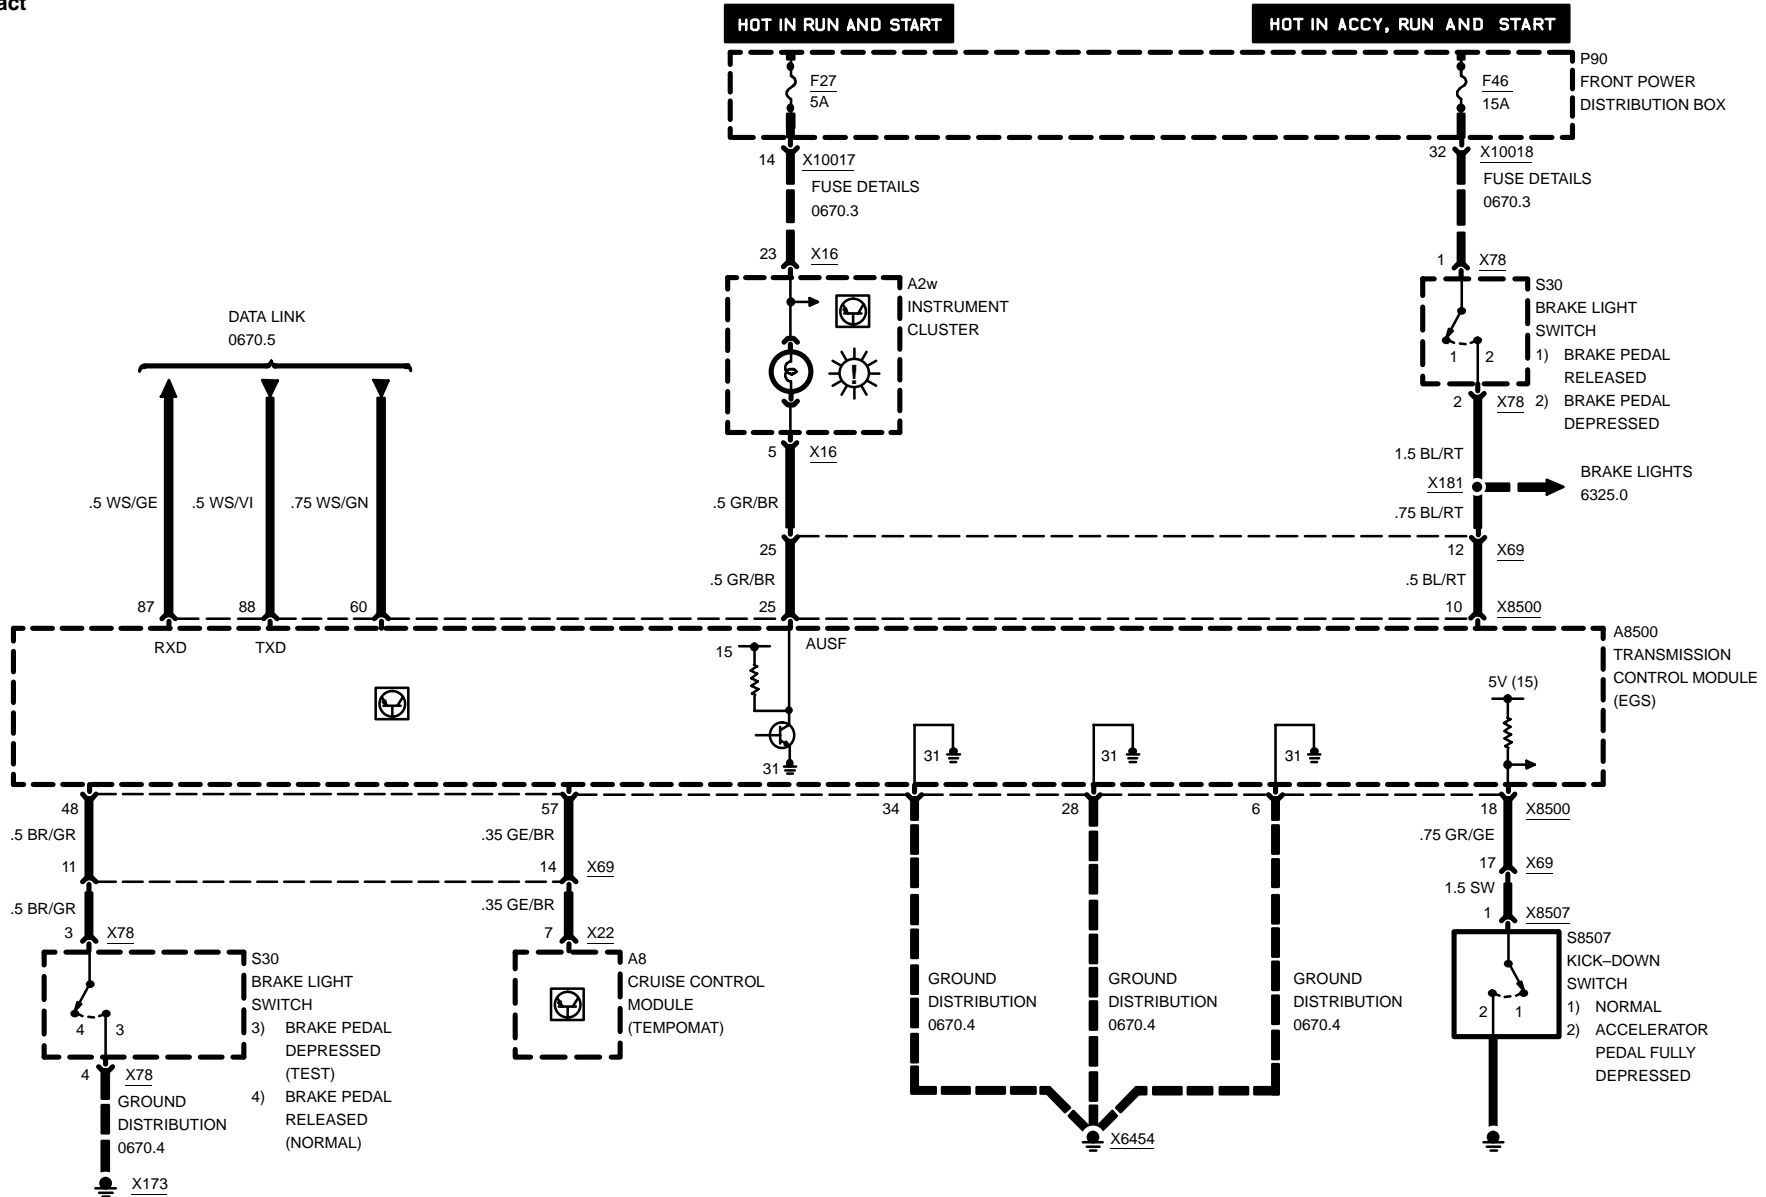 act
HOT IN RUN AND START
HOT IN ACCY, RUN AND START
F27
5A
F46
15A
P90
FRONT POWER
DISTRIBUTION BOX
14 X10017
FUSE DETAILS
0670.3
32 X10018
FUSE DETAILS
0670.3
23 X16
1 X78
A2w
INSTRUMENT
CLUSTER
!
S30
BRAKE LIGHT
SWITCH
1) BRAKE PEDAL
RELEASED
2) BRAKE PEDAL
DEPRESSED
1 2
2 X78
DATA LINK
0670.5
5 X16
1.5 BL/RT
X181
BRAKE LIGHTS
6325.0
.75 BL/RT
.5 WS/GE
.5 WS/VI
.75 WS/GN
.5 GR/BR
25
12 X69
.5 GR/BR
.5 BL/RT
87
88
60
25
10 X8500
RXD
TXD
AUSF
15
31
31
31
31
5V (15)
A8500
TRANSMISSION
CONTROL MODULE
(EGS)
48
57
34
28
6
18 X8500
.5 BR/GR
.35 GE/BR
.75 GR/GE
11
14 X69
17 X69
.5 BR/GR
.35 GE/BR
1.5 SW
3 X78
7 X22
1 X8507
S30
BRAKE LIGHT
SWITCH
3) BRAKE PEDAL
DEPRESSED
(TEST)
4) BRAKE PEDAL
RELEASED
(NORMAL)
4 3
4 X78
GROUND
DISTRIBUTION
0670.4
X173
A8
CRUISE CONTROL
MODULE
(TEMPOMAT)
GROUND
DISTRIBUTION
0670.4
GROUND
DISTRIBUTION
0670.4
GROUND
DISTRIBUTION
0670.4
X6454
S8507
KICK–DOWN
SWITCH
1) NORMAL
2) ACCELERATOR
PEDAL FULLY
DEPRESSED
2 1